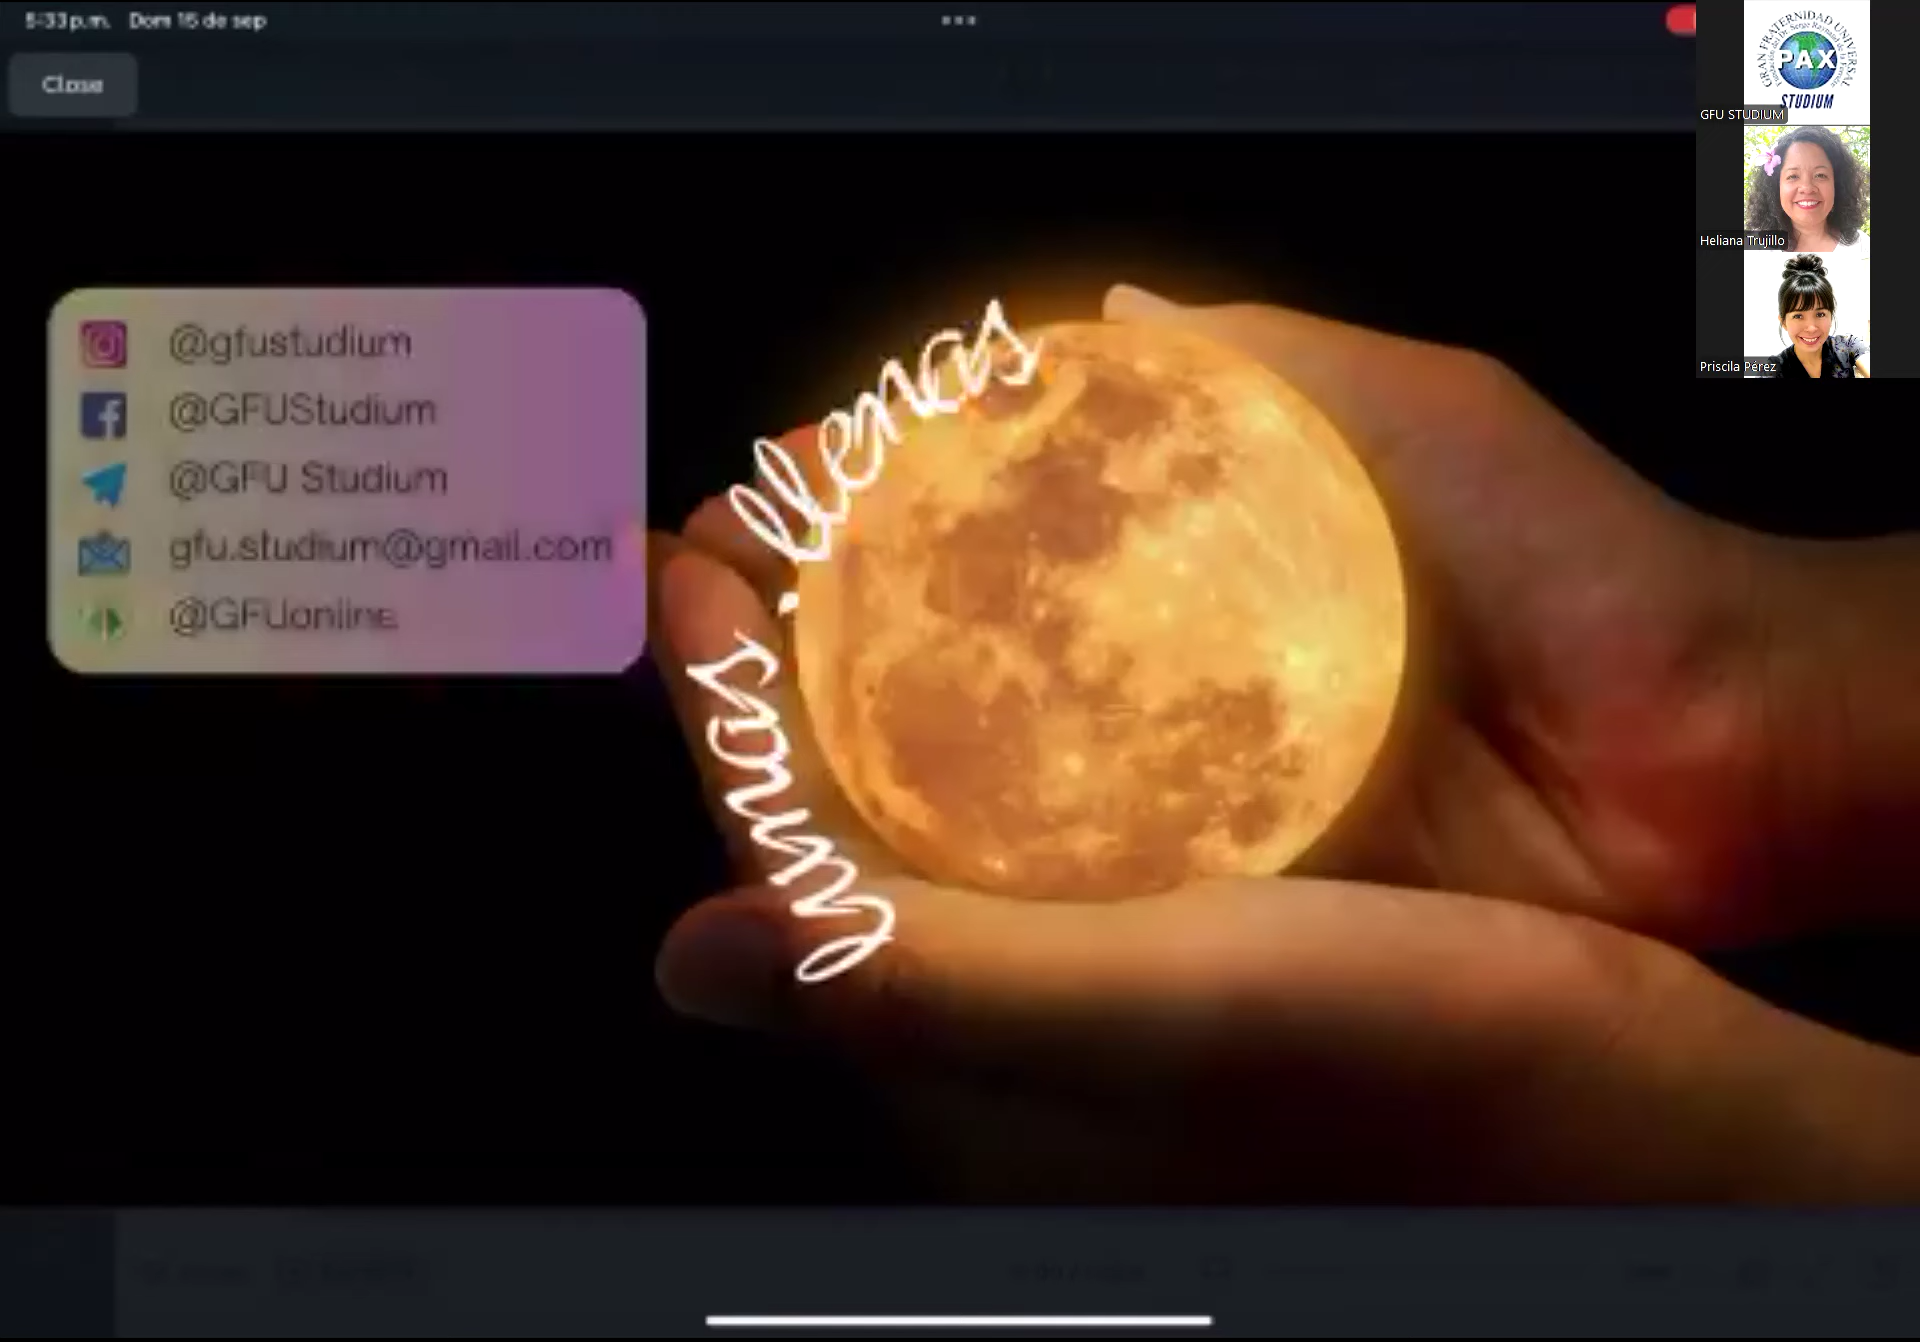 5:33 p.m. Dom 15 de sep
Close
@gfustudium
@GFUStudium
@GFU Studium
gfu.studium@gmail.com
@GFUonline
lunas llenas
GRAN FRATERNIDAD UNIVERSAL
PAX
STUDIUM
GFU STUDIUM
Heliana Trujillo
Priscila Pérez